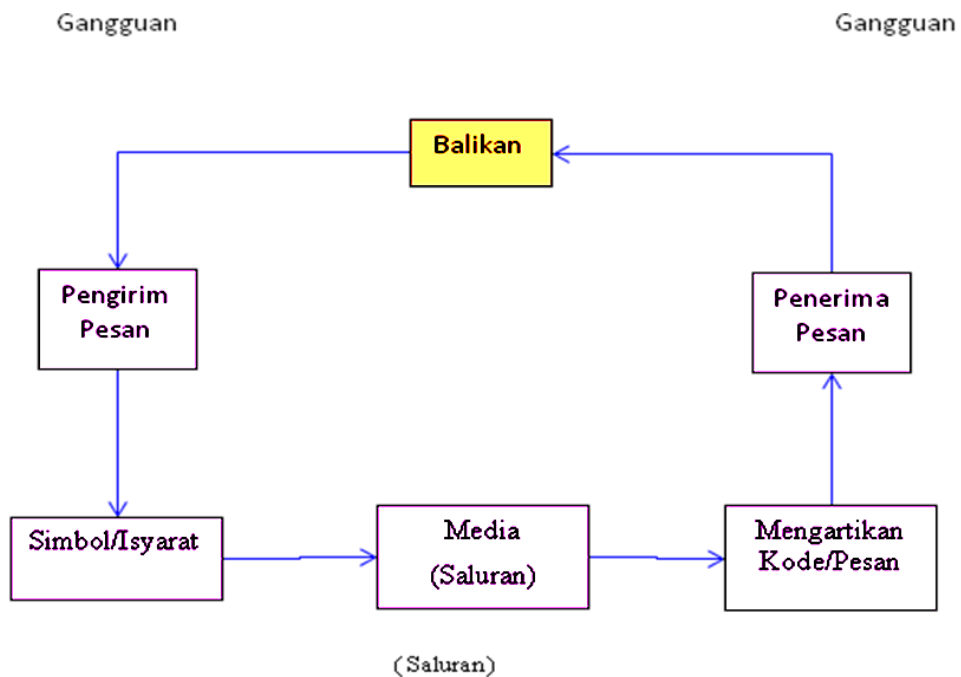 Gangguan
Gangguan
Balikan
Pengirim
Pesan
Penerima
Pesan
Simbol/Isyarat
Media
(Saluran)
Mengartikan
Kode/Pesan
(Saluran)